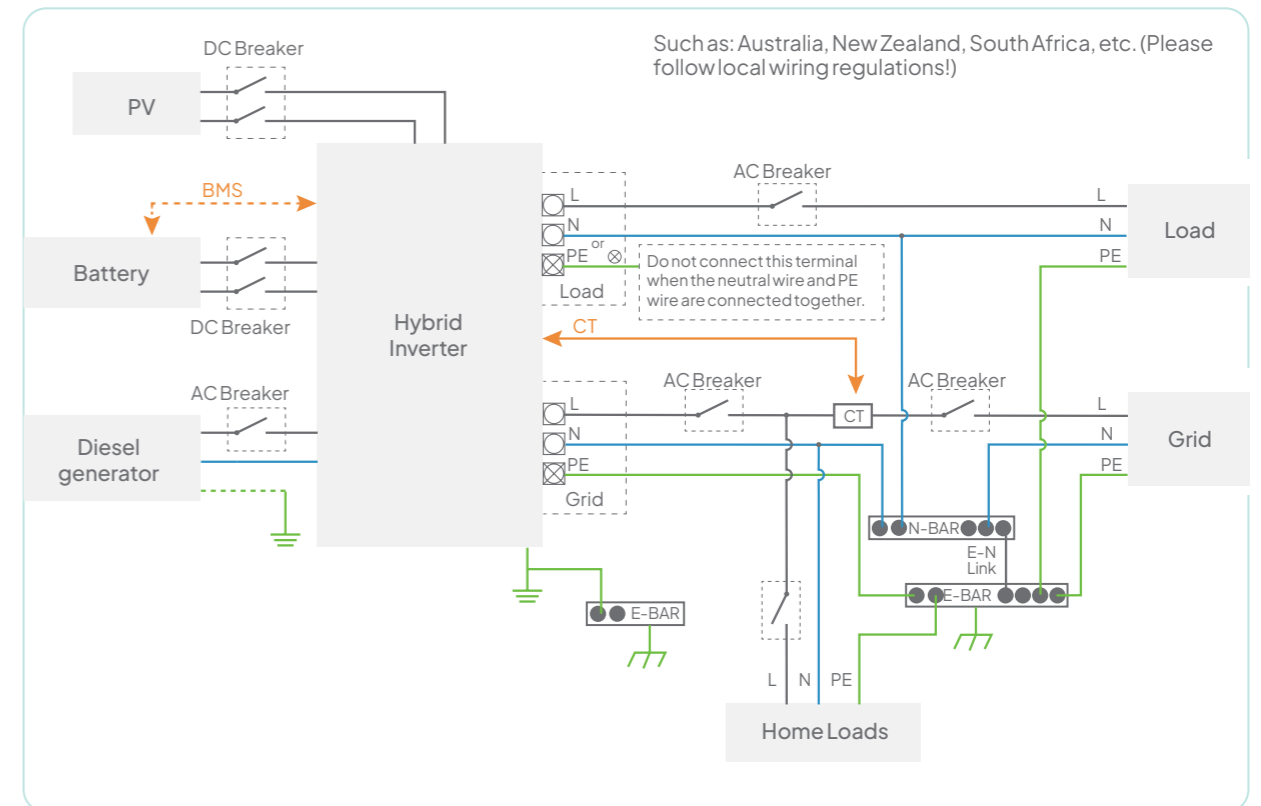 Such as: Australia, New Zealand, South Africa, etc. (Please
follow local wiring regulations!)
DC Breaker
PV
BMS
Battery
DC Breaker
AC Breaker
Diesel
generator
Hybrid
Inverter
L
N
PE
or
Load
AC Breaker
Do not connect this terminal
when the neutral wire and PE
wire are connected together.
L
N
PE
Load
CT
L
N
PE
Grid
AC Breaker
CT
AC Breaker
L
N
PE
Grid
N-BAR
E-N
Link
E-BAR
E-BAR
L
N
PE
Home Loads